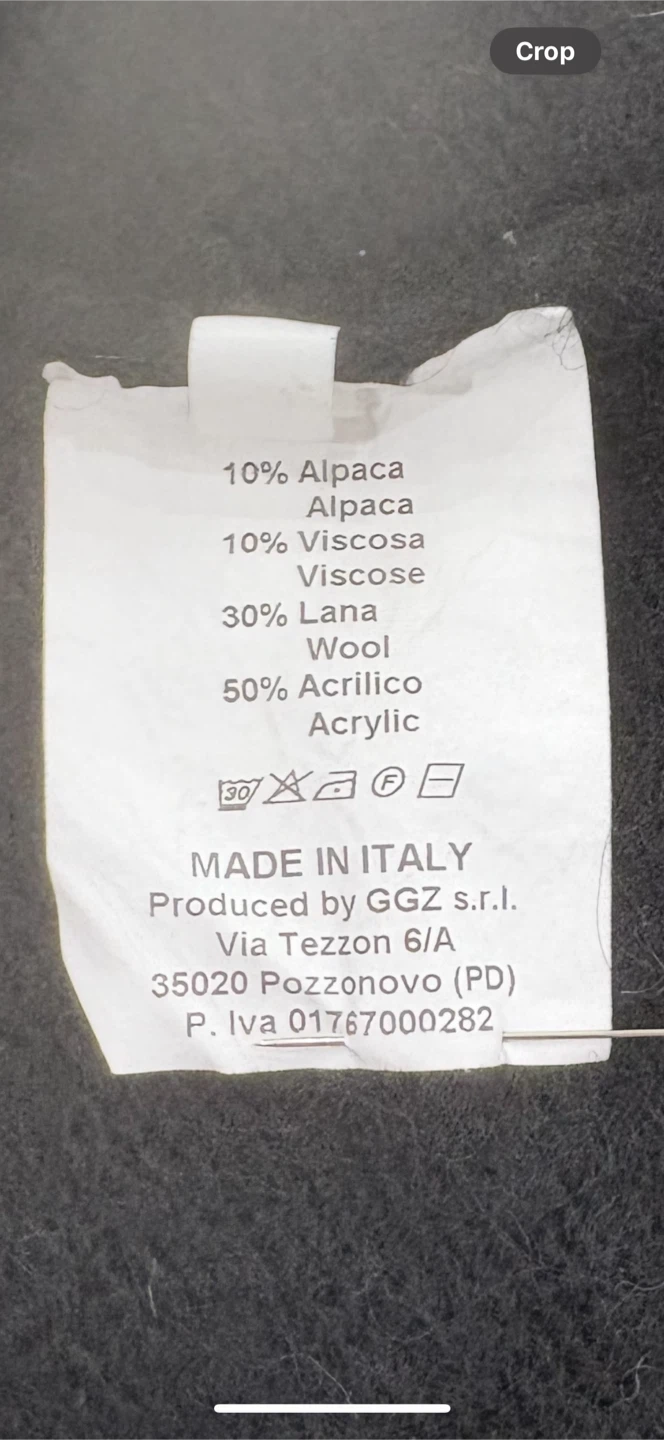 Crop
10% Alpaca
Alpaca
10% Viscosa
Viscose
30% Lana
Wool
50% Acrilico
Acrylic
30 F
MADE IN ITALY
Produced by GGZ s.r.l.
Via Tezzon 6/A
35020 Pozzonovo (PD)
P. Iva 01767000282